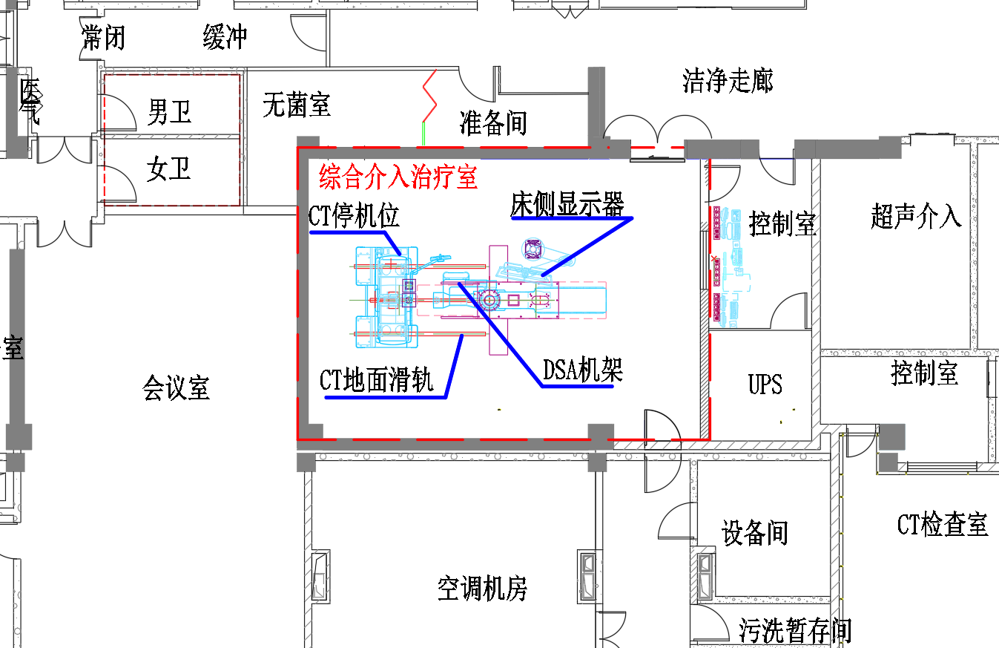 常闭
缓冲
医气
男卫
无菌室
准备间
洁净走廊
女卫
综合介入治疗室
CT停机位
床侧显示器
控制室
超声介入
室
会议室
CT地面滑轨
DSA机架
UPS
控制室
设备间
CT检查室
空调机房
污洗暂存间